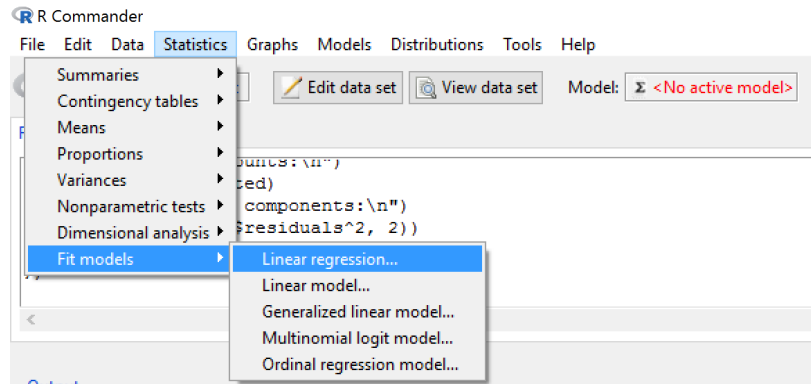 R R Commander
File Edit Data Statistics Graphs Models Distributions Tools Help
Summaries
Contingency tables
Means
Proportions
Variances
Nonparametric tests
Dimensional analysis
Fit models
Edit data set View data set Model: Σ <No active model>
ounts:\n")
ted)
components:\n")
$residuals^2, 2))
Linear regression...
Linear model...
Generalized linear model...
Multinomial logit model...
Ordinal regression model...